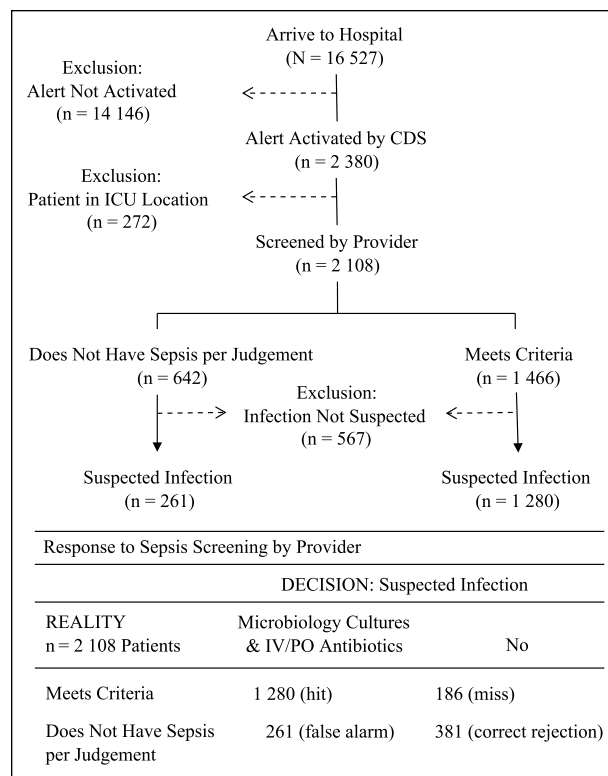 Arrive to Hospital
(N = 16 527)
Exclusion:
Alert Not Activated
(n = 14 146)
Alert Activated by CDS
(n = 2 380)
Exclusion:
Patient in ICU Location
(n = 272)
Screened by Provider
(n = 2 108)
Does Not Have Sepsis per Judgement
(n = 642)
Meets Criteria
(n = 1 466)
Exclusion:
Infection Not Suspected
(n = 567)
Suspected Infection
(n = 261)
Suspected Infection
(n = 1 280)
Response to Sepsis Screening by Provider
DECISION: Suspected Infection
REALITY
n = 2 108 Patients
Microbiology Cultures
& IV/PO Antibiotics
No
Meets Criteria 1 280 (hit) 186 (miss)
Does Not Have Sepsis 261 (false alarm) 381 (correct rejection)
per Judgement